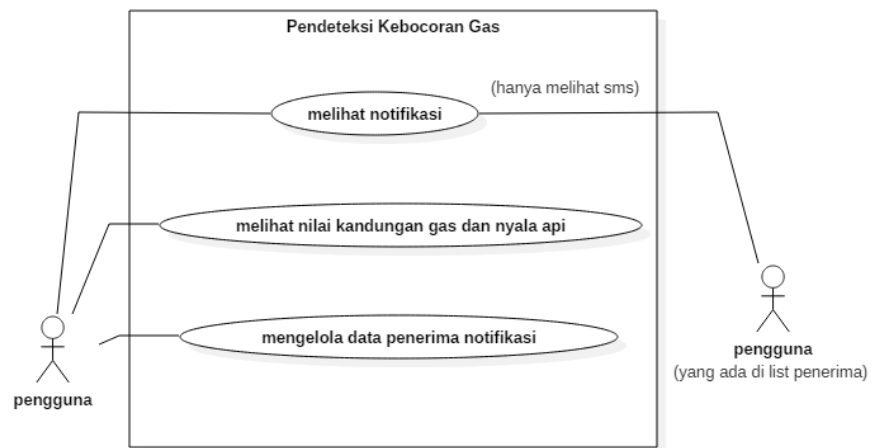 Pendeteksi Kebocoran Gas
(hanya melihat sms)
melihat notifikasi
melihat nilai kandungan gas dan nyala api
mengelola data penerima notifikasi
pengguna
pengguna
(yang ada di list penerima)